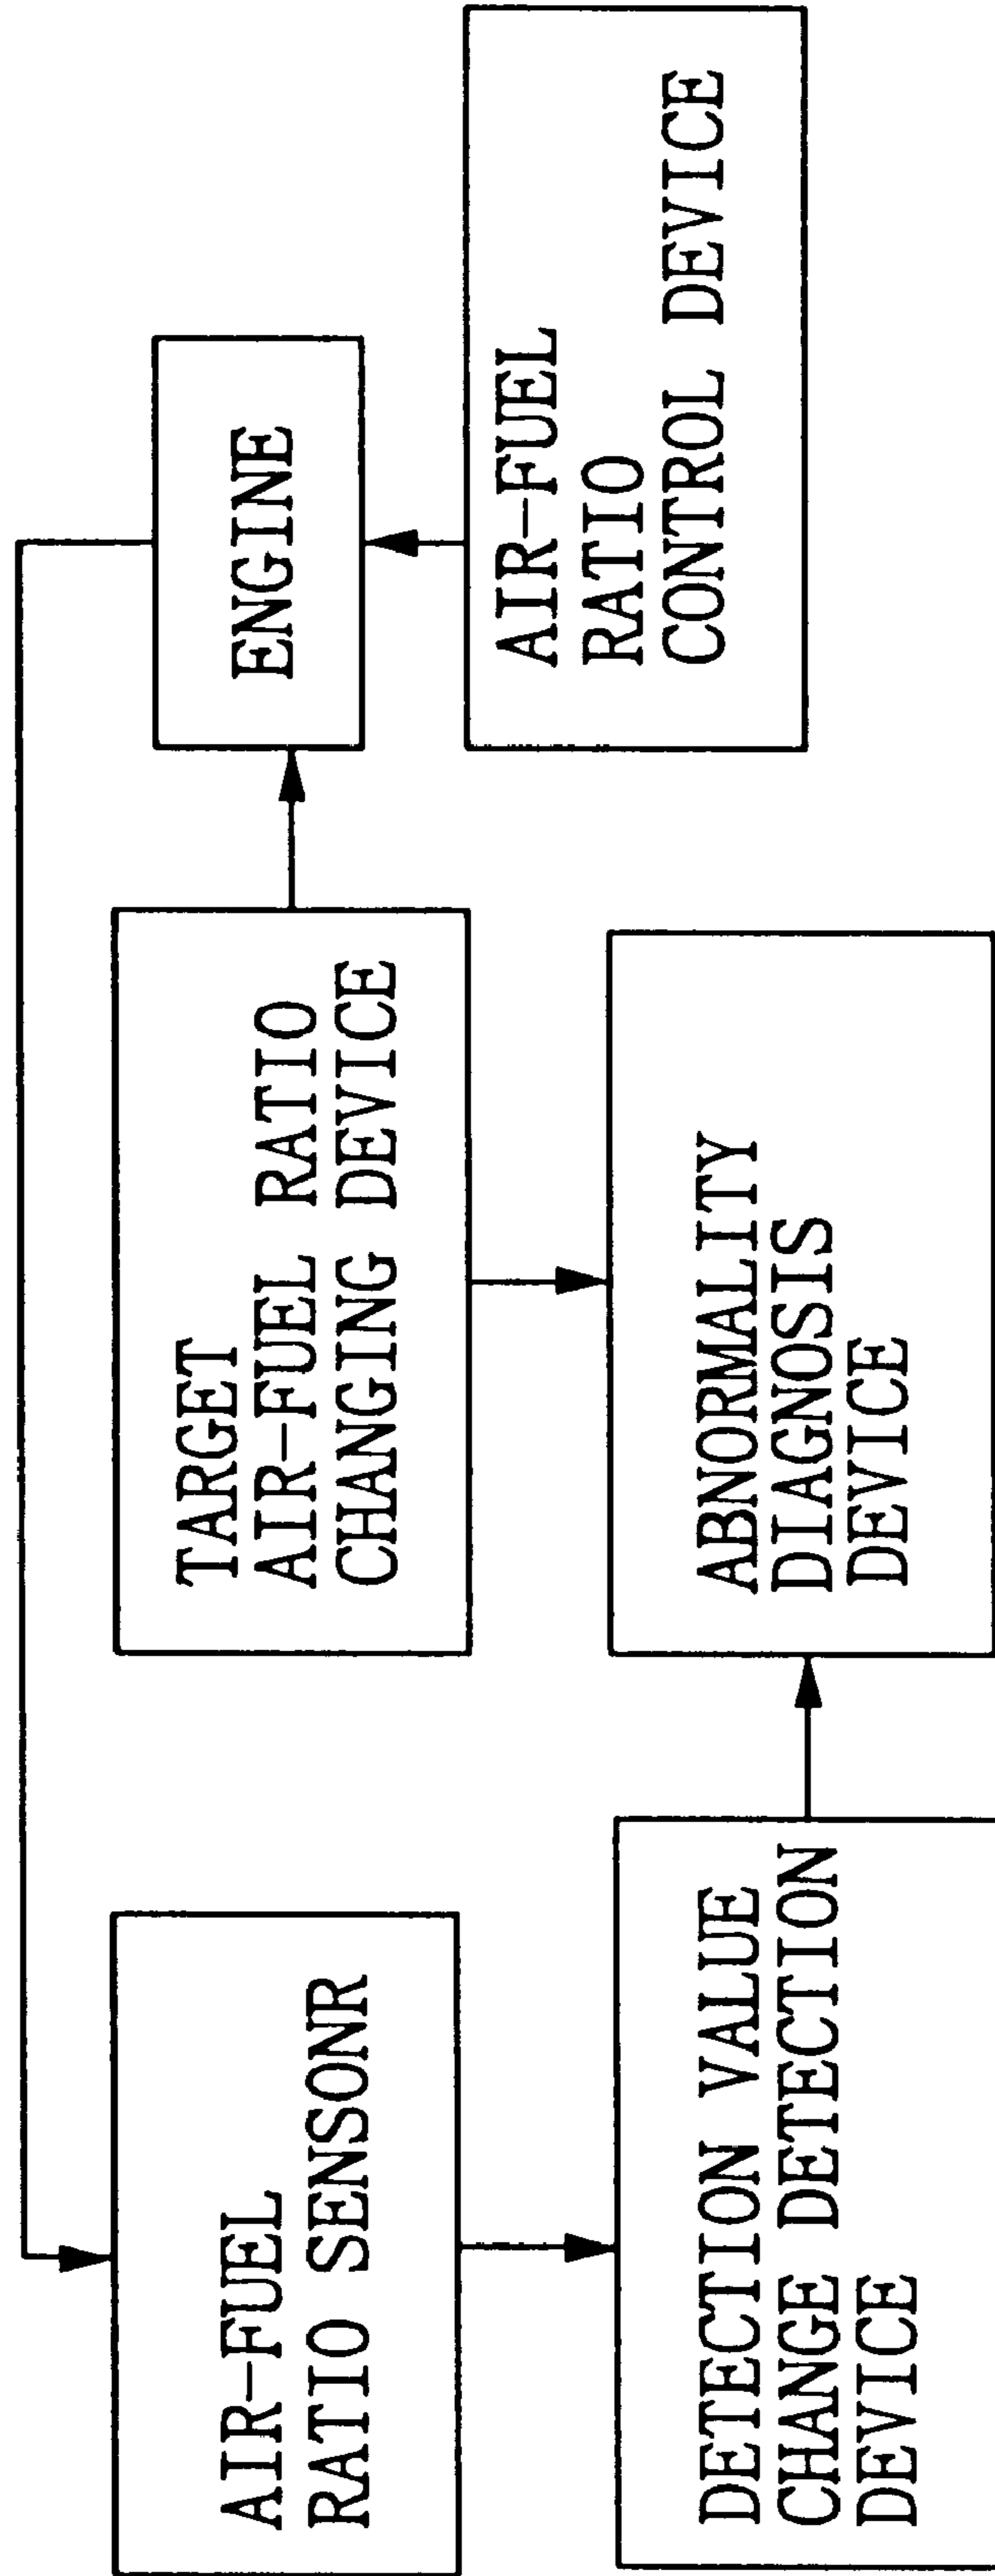 AIR-FUEL
RATIO SENSONR
TARGET
AIR-FUEL RATIO
CHANGING DEVICE
ENGINE
DETECTION VALUE
CHANGE DETECTION
DEVICE
ABNORMALITY
DIAGNOSIS
DEVICE
AIR-FUEL
RATIO
CONTROL DEVICE